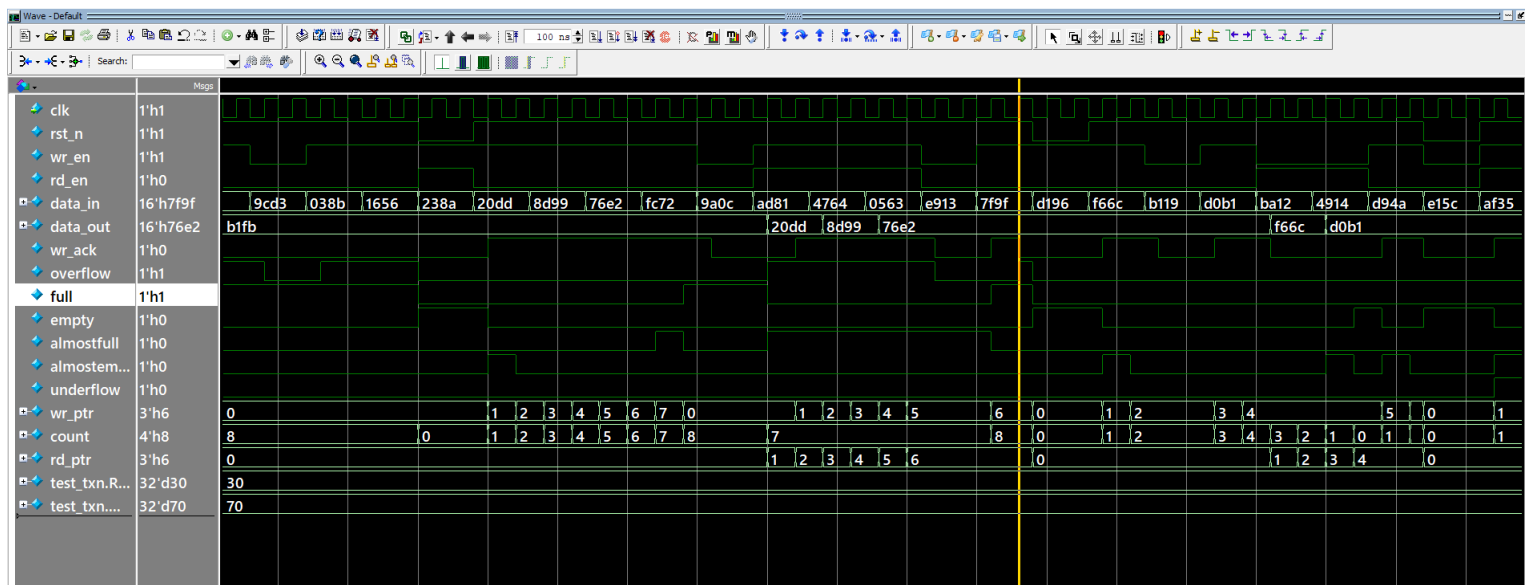 Wave - Default
100 ns
Search:
Msgs
clk 1'h1
rst_n 1'h1
wr_en 1'h1
rd_en 1'h0
data_in 16'h7f9f 9cd3 038b 1656 238a 20dd 8d99 76e2 fc72 9a0c ad81 4764 0563 e913 7f9f d196 f66c b119 d0b1 ba12 4914 d94a e15c af35
data_out 16'h76e2 b1fb 20dd 8d99 76e2 f66c d0b1
wr_ack 1'h0
overflow 1'h1
full 1'h1
empty 1'h0
almostfull 1'h0
almostem... 1'h0
underflow 1'h0
wr_ptr 3'h6 0 1 2 3 4 5 6 7 0 1 2 3 4 5 6 0 1 2 3 4 5 0 1
count 4'h8 8 0 1 2 3 4 5 6 7 8 7 8 0 1 2 3 4 3 2 1 0 1 0 1
rd_ptr 3'h6 0 1 2 3 4 5 6 0 1 2 3 4 0
test_txn.R... 32'd30 30
test_txn.... 32'd70 70